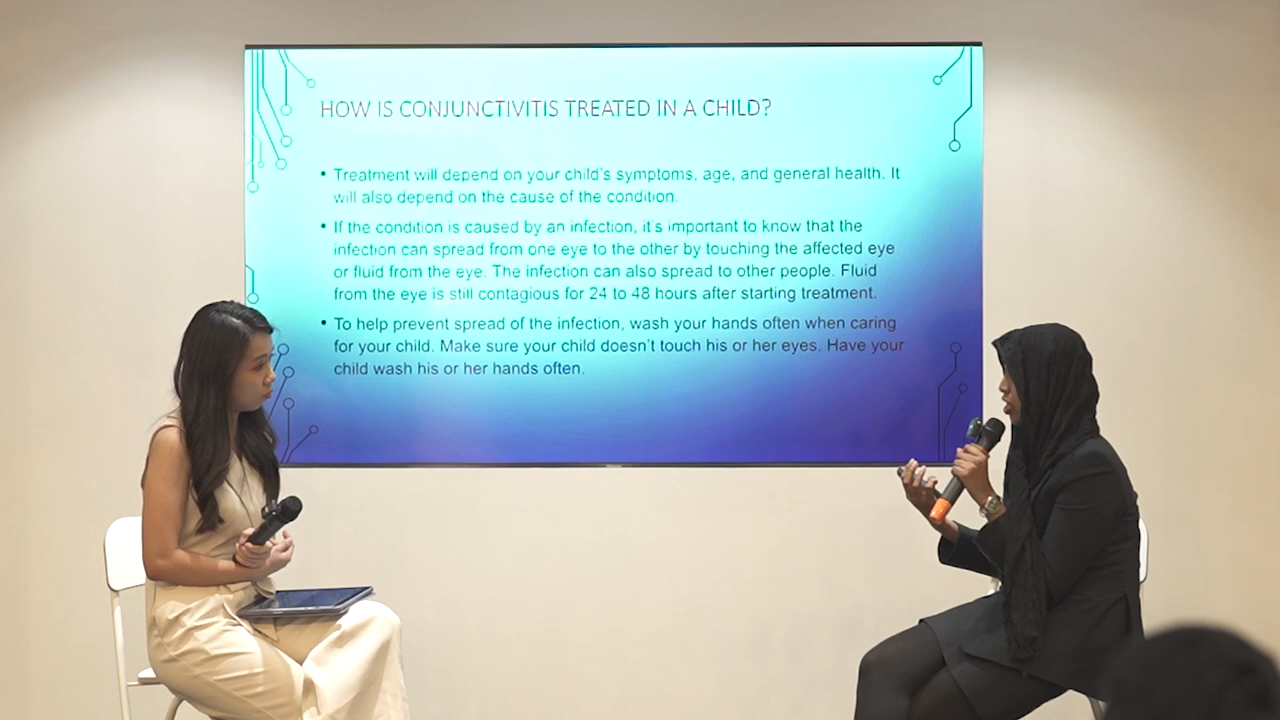 HOW IS CONJUNCTIVITIS TREATED IN A CHILD?
• Treatment will depend on your child's symptoms, age, and general health. It
will also depend on the cause of the condition.
• If the condition is caused by an infection, it's important to know that the
infection can spread from one eye to the other by touching the affected eye
or fluid from the eye. The infection can also spread to other people. Fluid
from the eye is still contagious for 24 to 48 hours after starting treatment.
• To help prevent spread of the infection, wash your hands often when caring
for your child. Make sure your child doesn't touch his or her eyes. Have your
child wash his or her hands often.